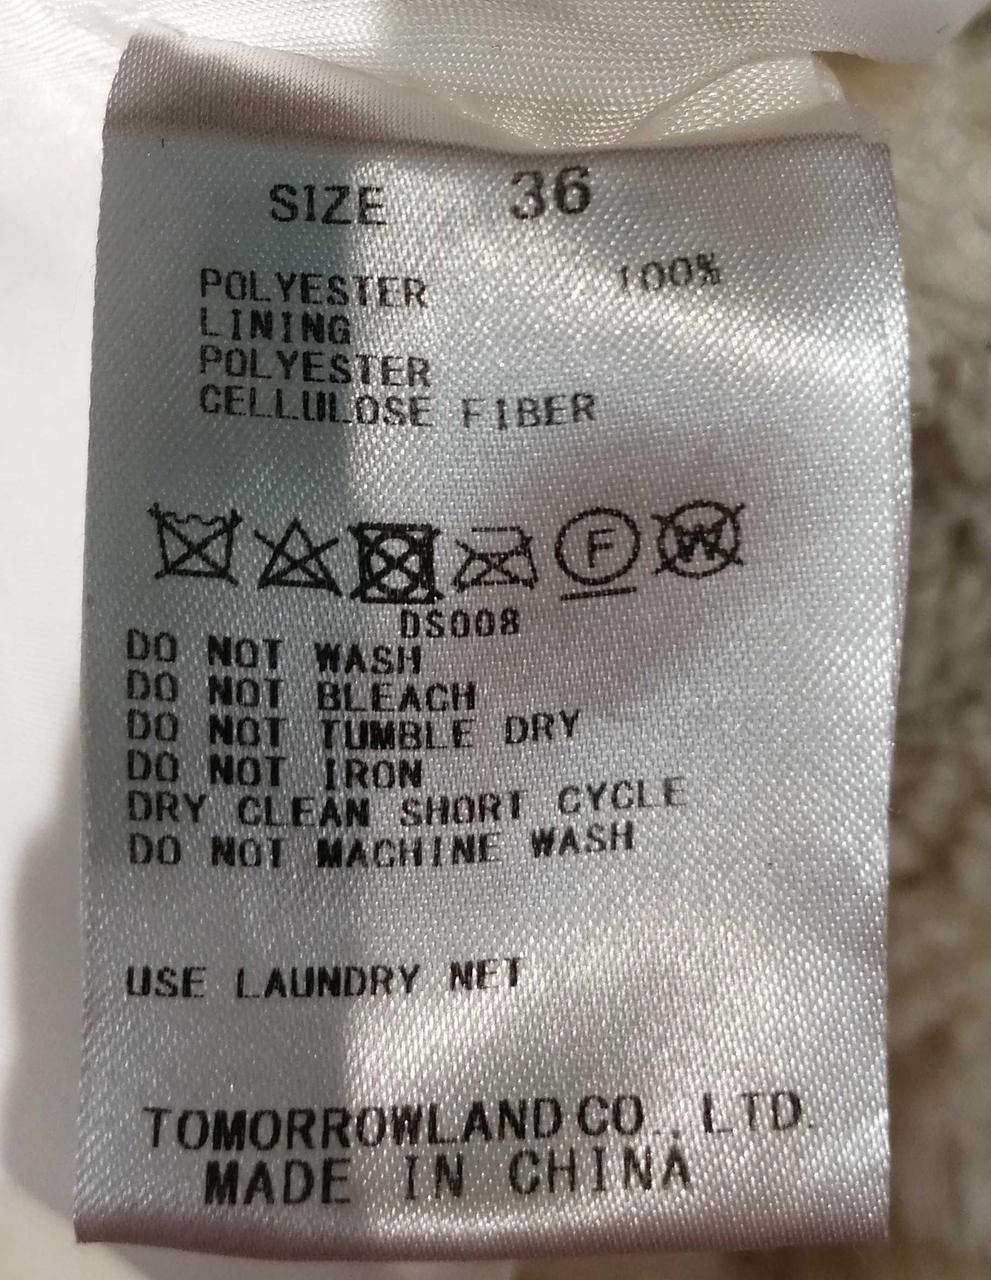 SIZE 36
POLYESTER 100%
LINING
POLYESTER
CELLULOSE FIBER
F W
DS008
DO NOT WASH
DO NOT BLEACH
DO NOT TUMBLE DRY
DO NOT IRON
DRY CLEAN SHORT CYCLE
DO NOT MACHINE WASH
USE LAUNDRY NET
TOMORROWLAND CO., LTD.
MADE IN CHINA